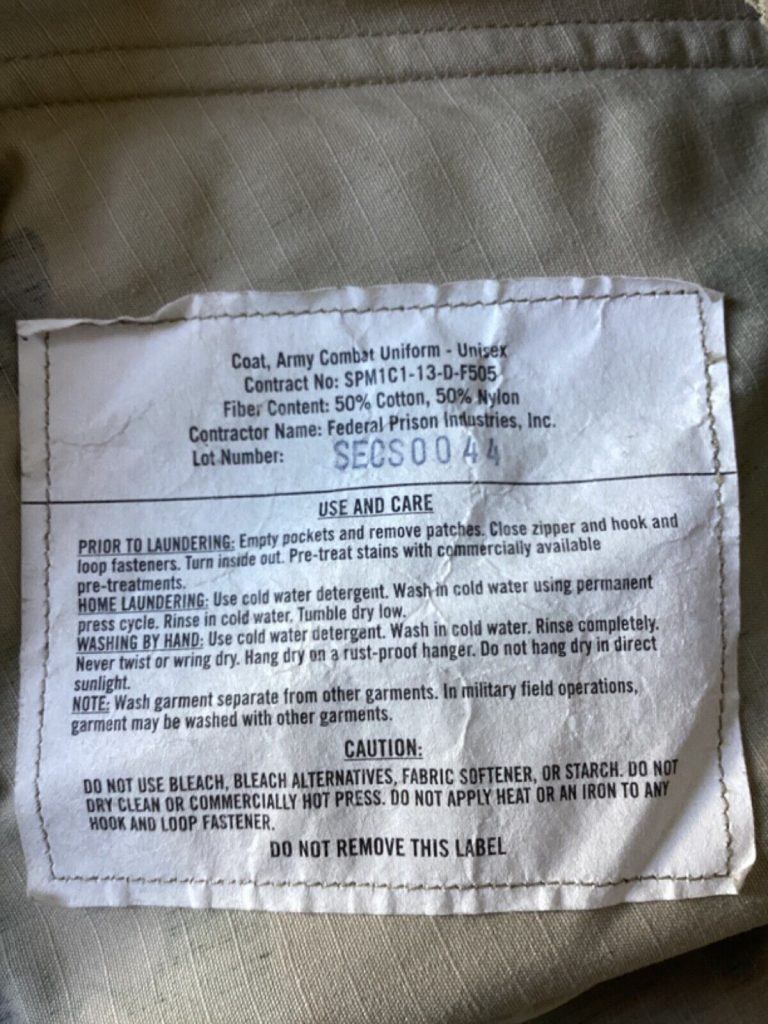 Coat, Army Combat Uniform - Unisex
Contract No: SPM1C1-13-D-F505
Fiber Content: 50% Cotton, 50% Nylon
Contractor Name: Federal Prison Industries, Inc.
Lot Number: SECS0044
USE AND CARE
PRIOR TO LAUNDERING: Empty pockets and remove patches. Close zipper and hook and
loop fasteners. Turn inside out. Pre-treat stains with commercially available
pre-treatments.
HOME LAUNDERING: Use cold water detergent. Wash in cold water using permanent
press cycle. Rinse in cold water. Tumble dry low.
WASHING BY HAND: Use cold water detergent. Wash in cold water. Rinse completely.
Never twist or wring dry. Hang dry on a rust-proof hanger. Do not hang dry in direct
sunlight.
NOTE: Wash garment separate from other garments. In military field operations,
garment may be washed with other garments.
CAUTION:
DO NOT USE BLEACH, BLEACH ALTERNATIVES, FABRIC SOFTENER, OR STARCH. DO NOT
DRY CLEAN OR COMMERCIALLY HOT PRESS. DO NOT APPLY HEAT OR AN IRON TO ANY
HOOK AND LOOP FASTENER.
DO NOT REMOVE THIS LABEL